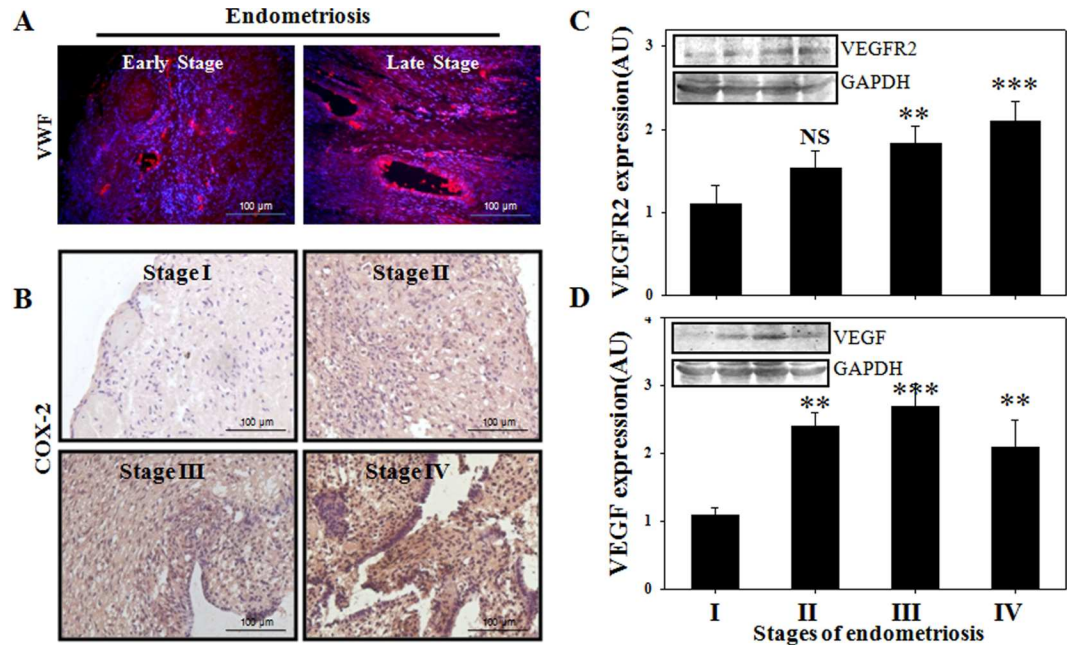 A
Endometriosis
Early Stage
Late Stage
VWF
100 µm
100 µm
B
Stage I
Stage II
100 µm
100 µm
COX-2
Stage III
Stage IV
100 µm
100 µm
C
VEGFR2 expression(AU)
3
2
1
0
VEGFR2
GAPDH
NS
**
***
D
VEGF expression(AU)
4
3
2
1
0
VEGF
GAPDH
**
***
**
I II III IV
Stages of endometriosis